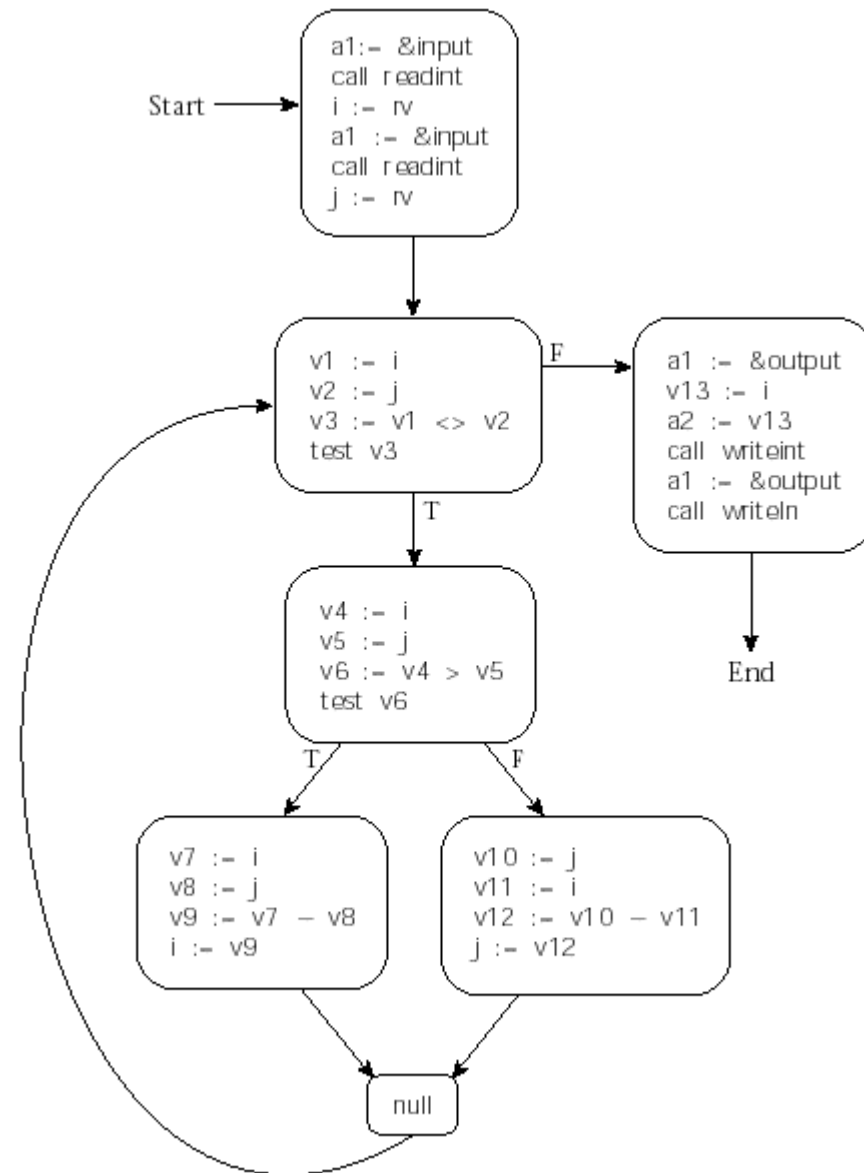 a1:= &input
call readint
i := rv
a1 := &input
call readint
j := rv
Start
v1 := i
v2 := j
v3 := v1 <> v2
test v3
F
T
a1 := &output
v13 := i
a2 := v13
call writeint
a1 := &output
call writeln
End
v4 := i
v5 := j
v6 := v4 > v5
test v6
T
F
v7 := i
v8 := j
v9 := v7 – v8
i := v9
v10 := j
v11 := i
v12 := v10 – v11
j := v12
null